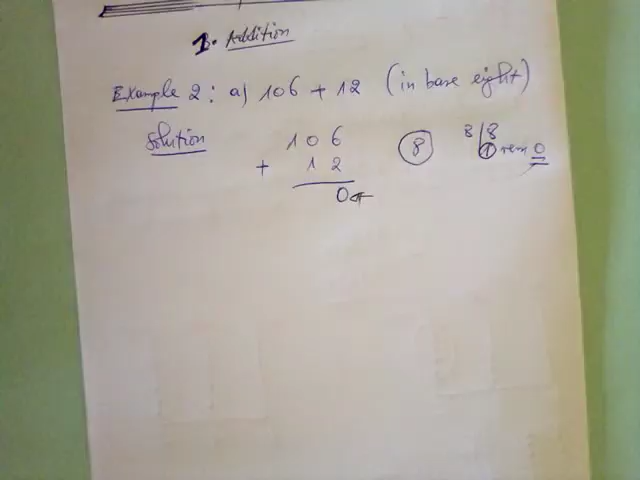 1. Addition
Example 2: a) 106 + 12 (in base eight)
Solution
106
+ 12
0
8
8/8
1 rem 0